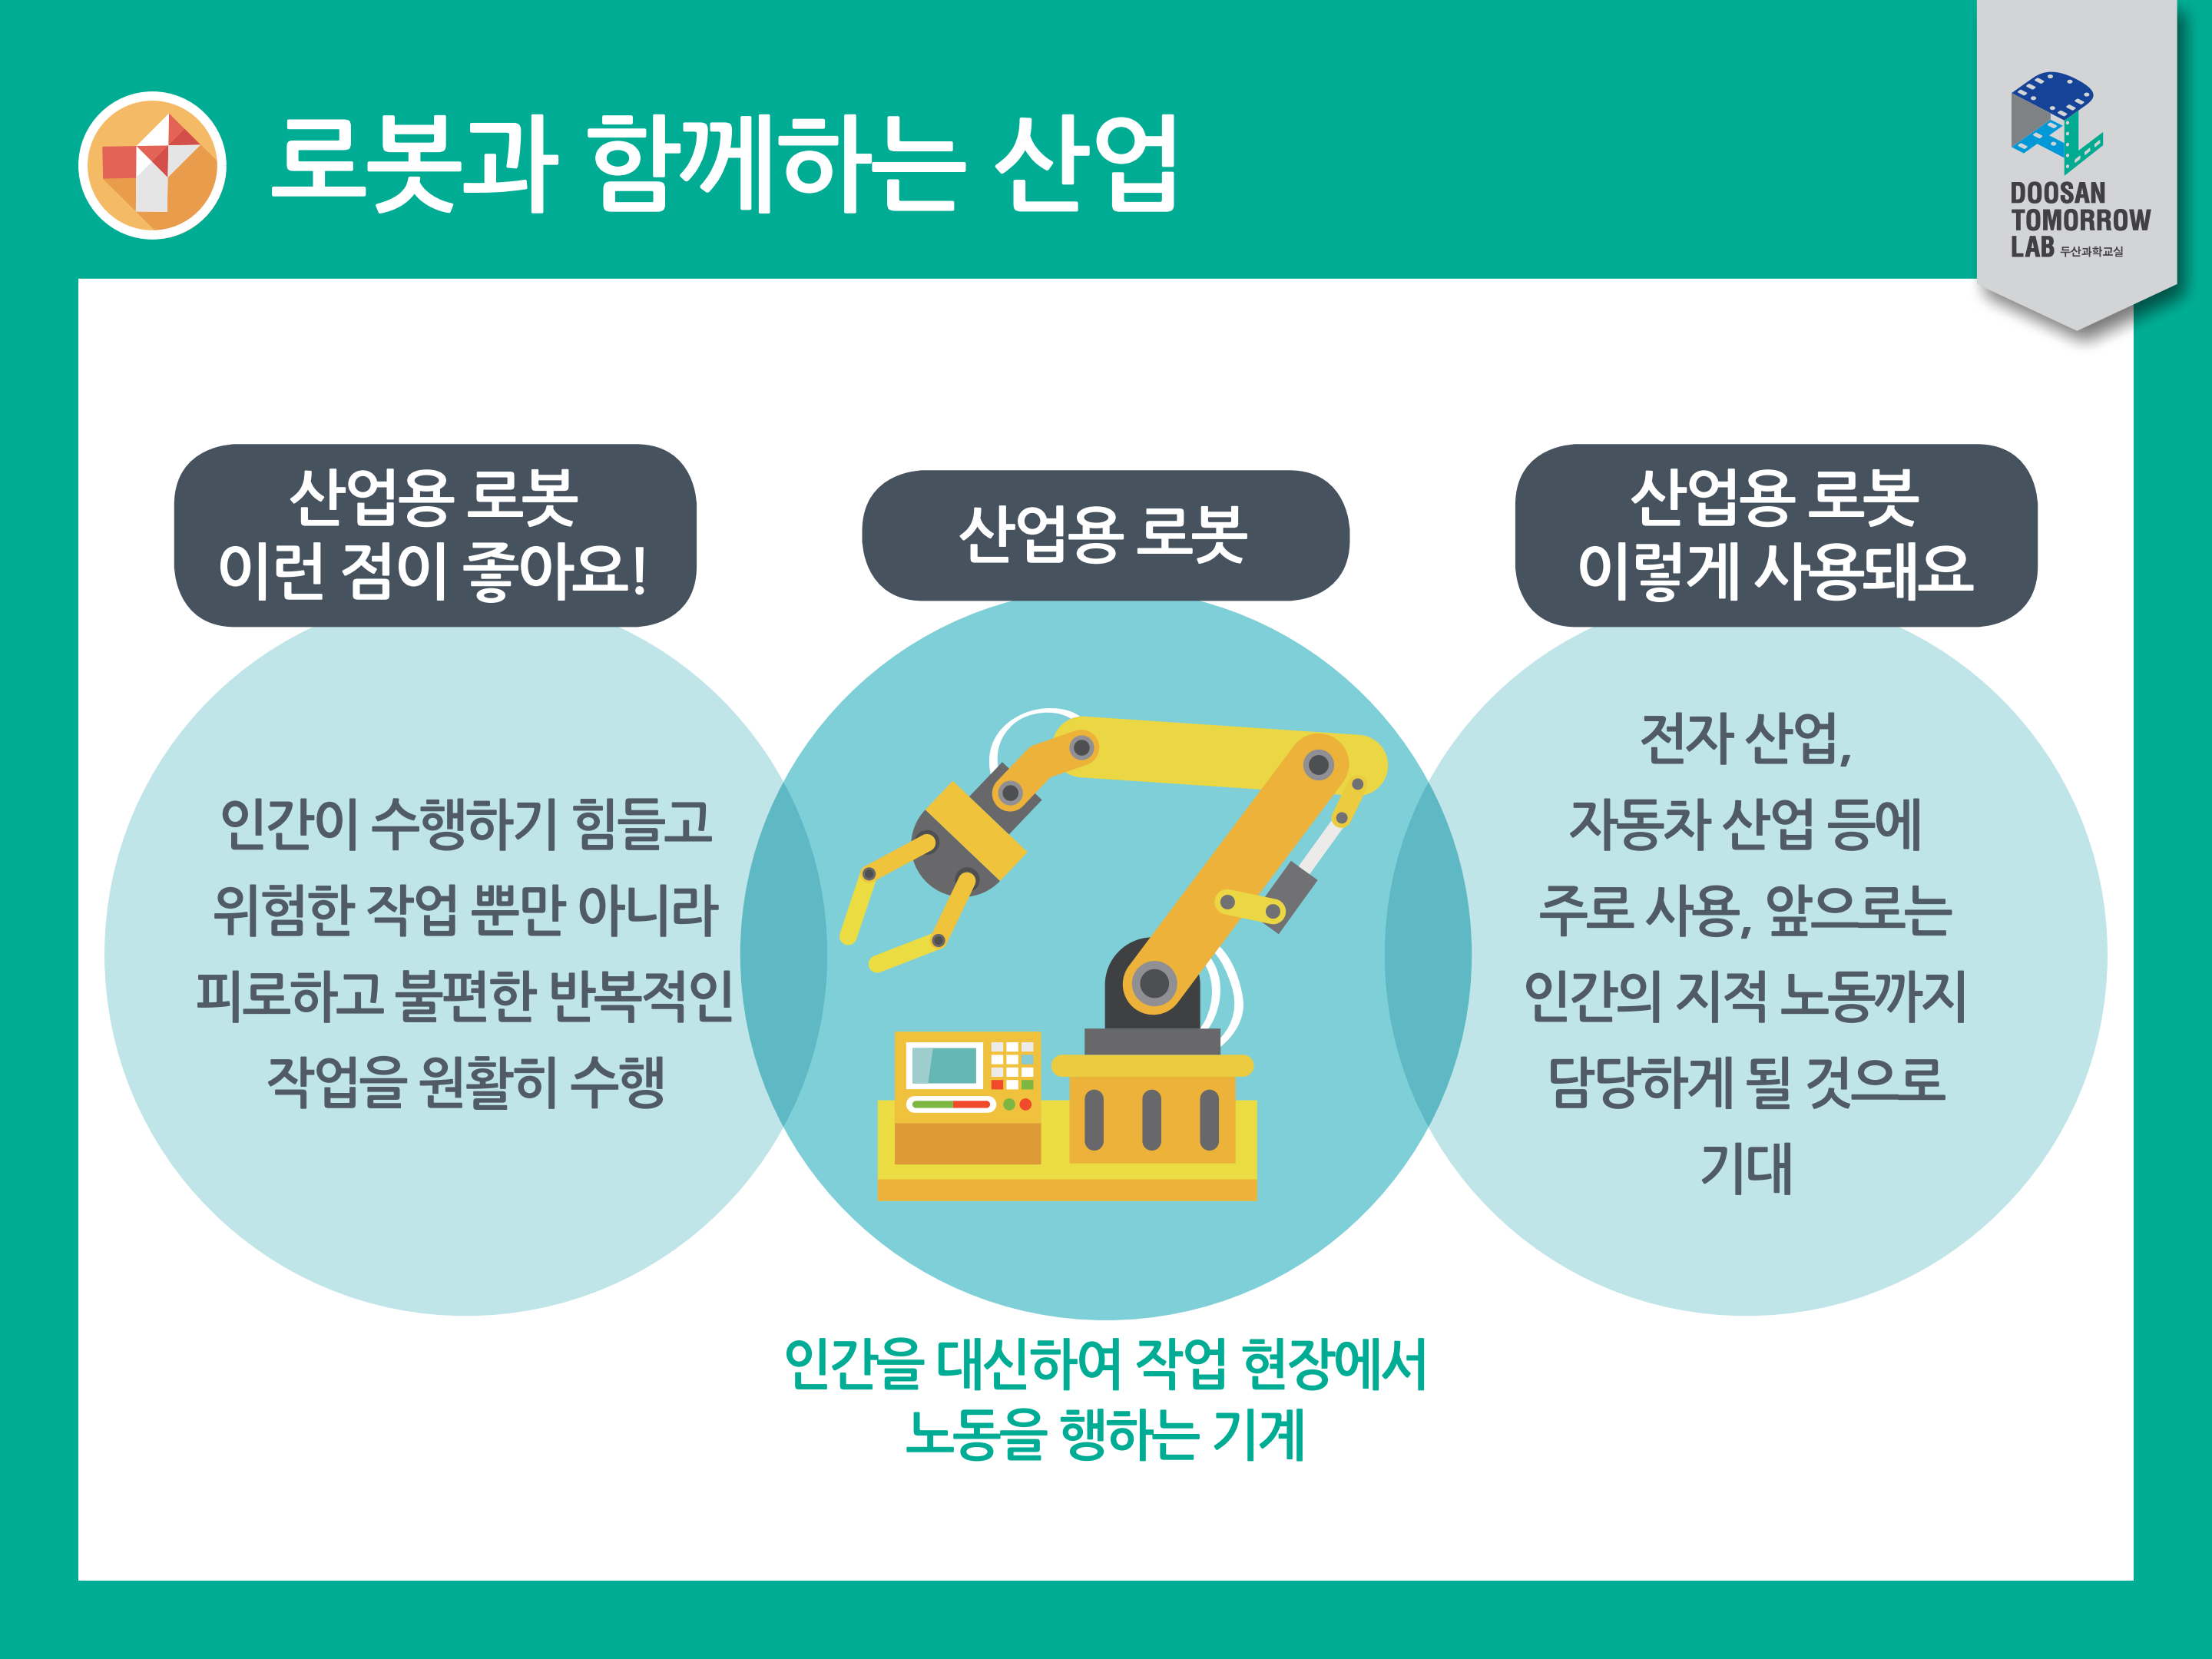 로봇과 함께하는 산업
DOOSAN
TOMORROW
LAB 두산과학교실
산업용 로봇
이런 점이 좋아요!
인간이 수행하기 힘들고
위험한 작업 뿐만 아니라
피로하고 불편한 반복적인
작업을 원활히 수행
산업용 로봇
인간을 대신하여 작업 현장에서
노동을 행하는 기계
산업용 로봇
이렇게 사용돼요
전자 산업,
자동차 산업 등에
주로 사용, 앞으로는
인간의 지적 노동까지
담당하게 될 것으로
기대